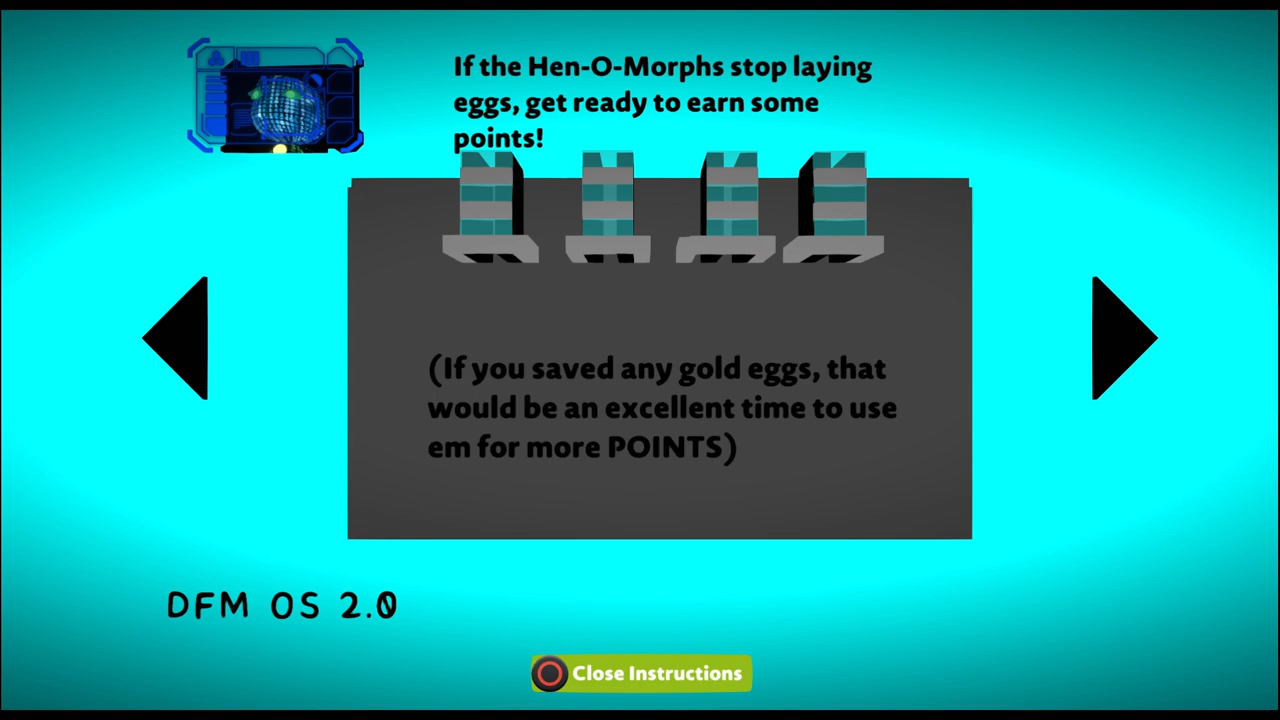 If the Hen-O-Morphs stop laying
eggs, get ready to earn some
points!
(If you saved any gold eggs, that
would be an excellent time to use
em for more POINTS)
DFM OS 2.0
Close Instructions